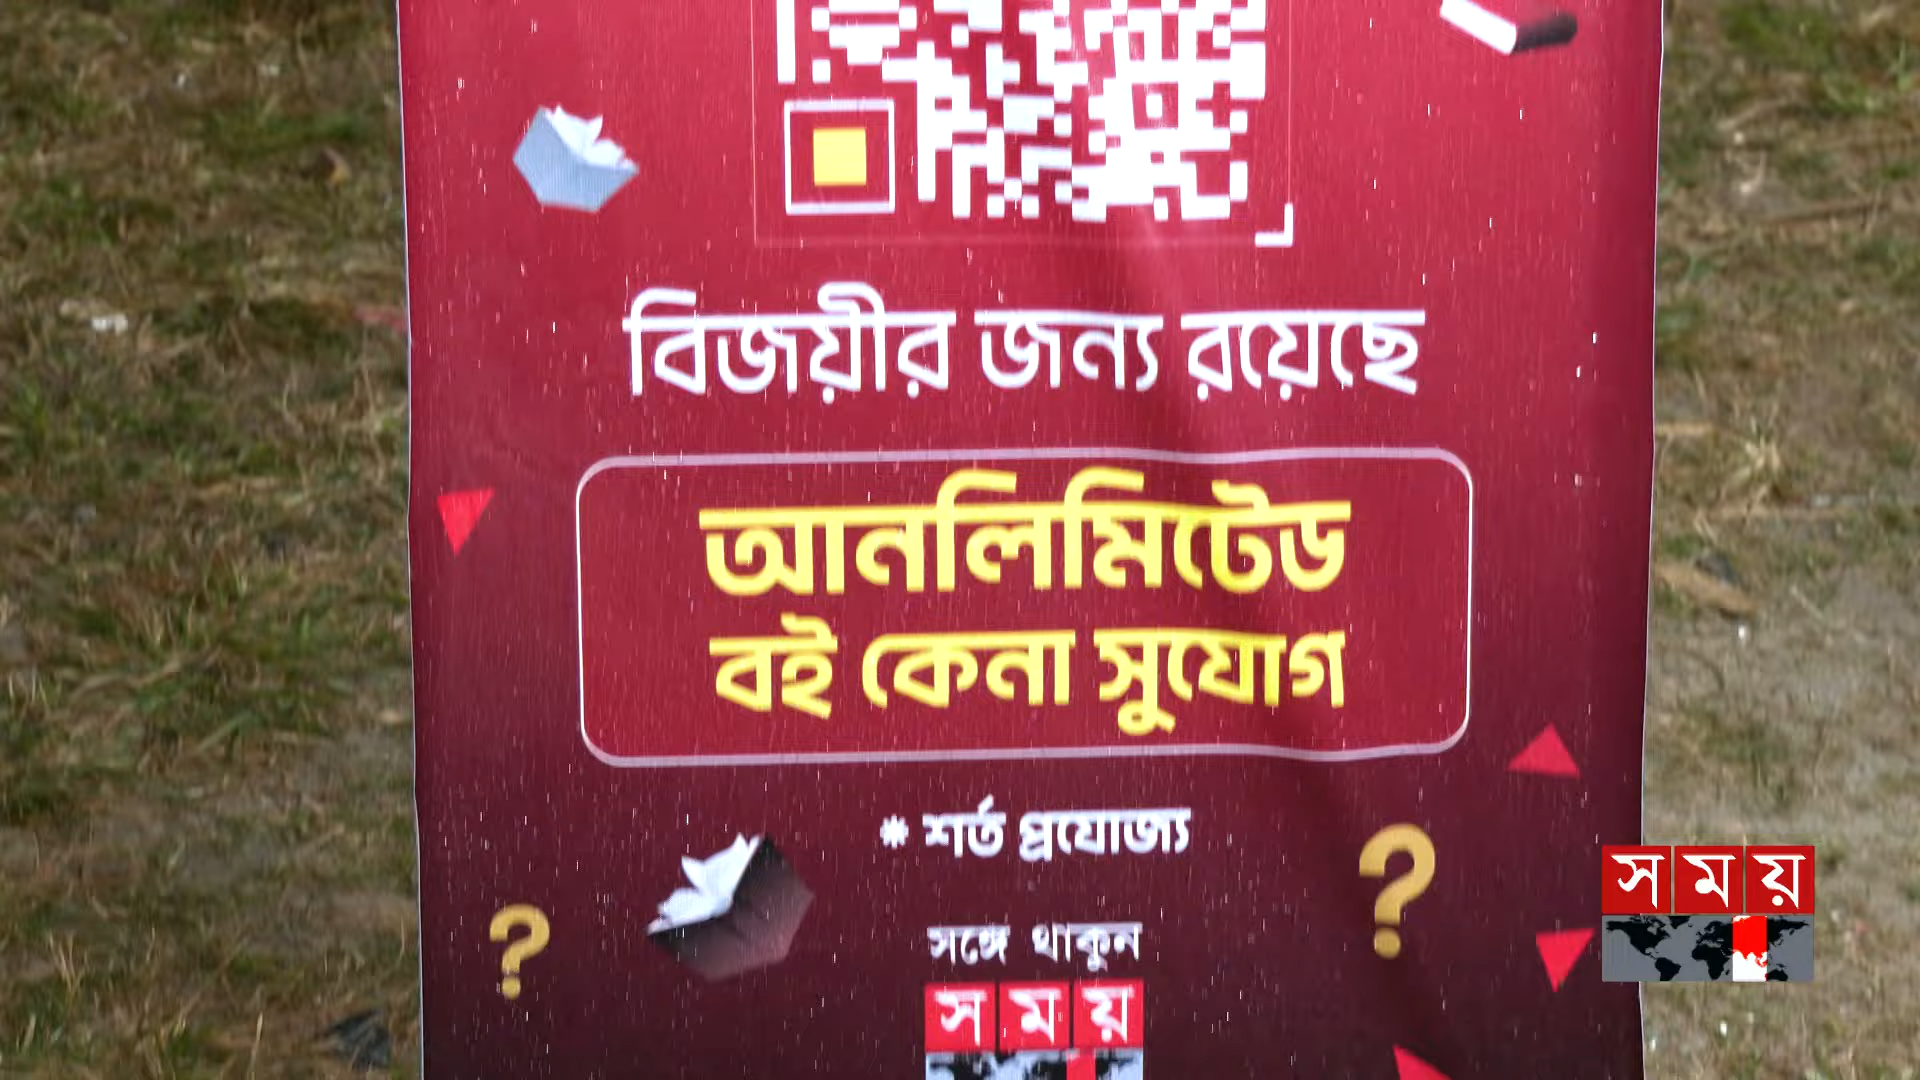 বিজয়ীর জন্য রয়েছে
আনলিমিটেড
বই কেনা সুযোগ
* শর্ত প্রযোজ্য
সঙ্গে থাকুন
সময়
সময়